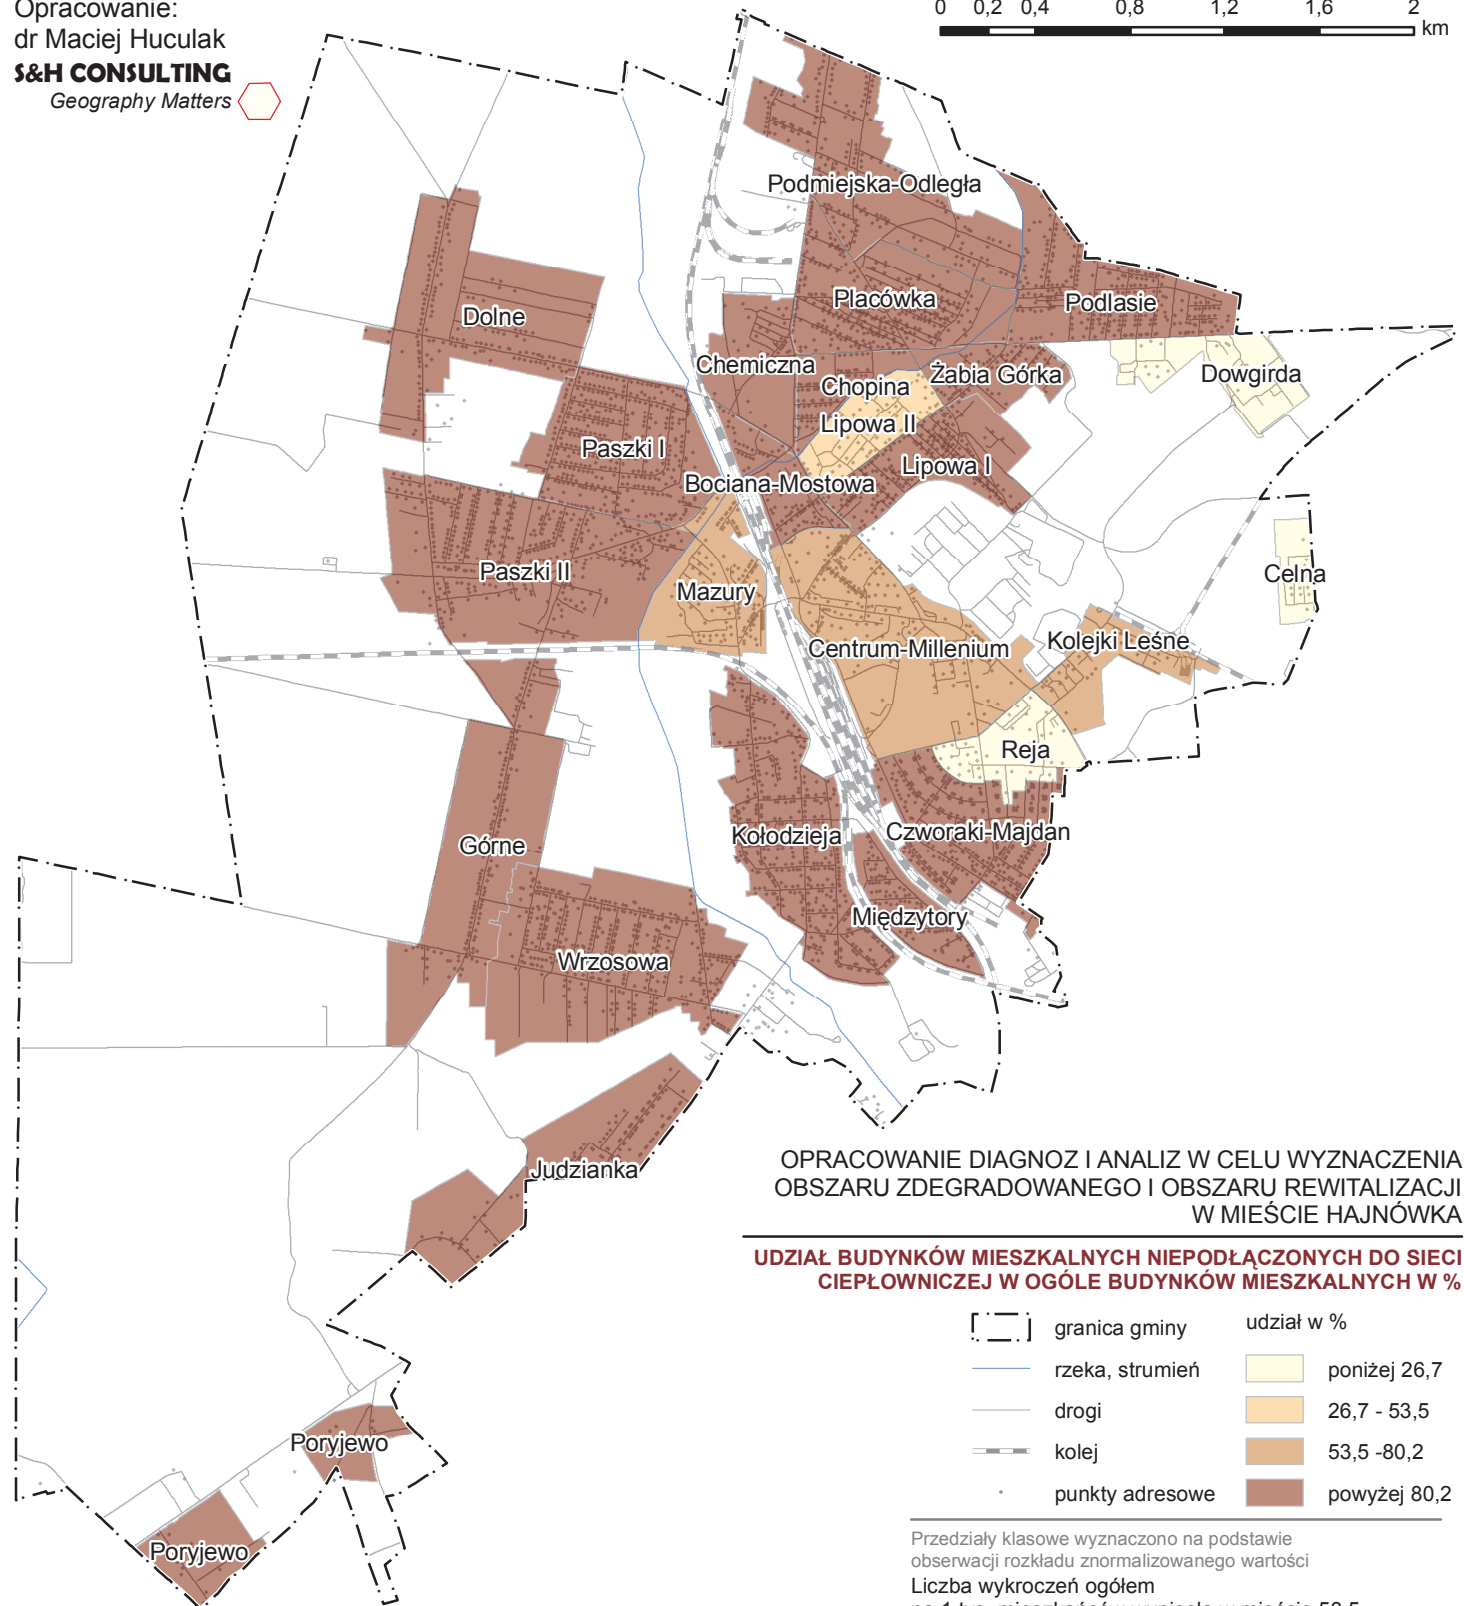 Opracowanie:
dr Maciej Huculak
S&H CONSULTING
Geography Matters
0 0,2 0,4 0,8 1,2 1,6 2
km
Podmiejska-Odległa
Placówka
Podlasie
Dolne
Chemiczna
Chopina
Żabia Górka
Dowgirda
Lipowa II
Paszki I
Lipowa I
Bociana-Mostowa
Paszki II
Celna
Mazury
Centrum-Millenium
Kolejki Leśne
Reja
Kołodzieja
Czworaki-Majdan
Górne
Międzytory
Wrzosowa
Judzianka
OPRACOWANIE DIAGNOZ I ANALIZ W CELU WYZNACZENIA
OBSZARU ZDEGRADOWANEGO I OBSZARU REWITALIZACJI
W MIEŚCIE HAJNÓWKA
UDZIAŁ BUDYNKÓW MIESZKALNYCH NIEPODŁĄCZONYCH DO SIECI
CIEPŁOWNICZEJ W OGÓLE BUDYNKÓW MIESZKALNYCH W %
granica gminy
rzeka, strumień
drogi
kolej
punkty adresowe
udział w %
poniżej 26,7
26,7 - 53,5
53,5 -80,2
powyżej 80,2
Poryjewo
Poryjewo
Przedziały klasowe wyznaczono na podstawie
obserwacji rozkładu znormalizowanego wartości
Liczba wykroczeń ogółem